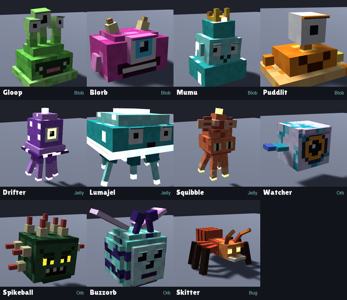 Gloop Blob
Blorb Blob
Mumu Blob
Puddlit Blob
Drifter Jelly
Lumajel Jelly
Squibble Jelly
Watcher Orb
Spikeball Orb
Buzzorb Orb
Skitter Bug